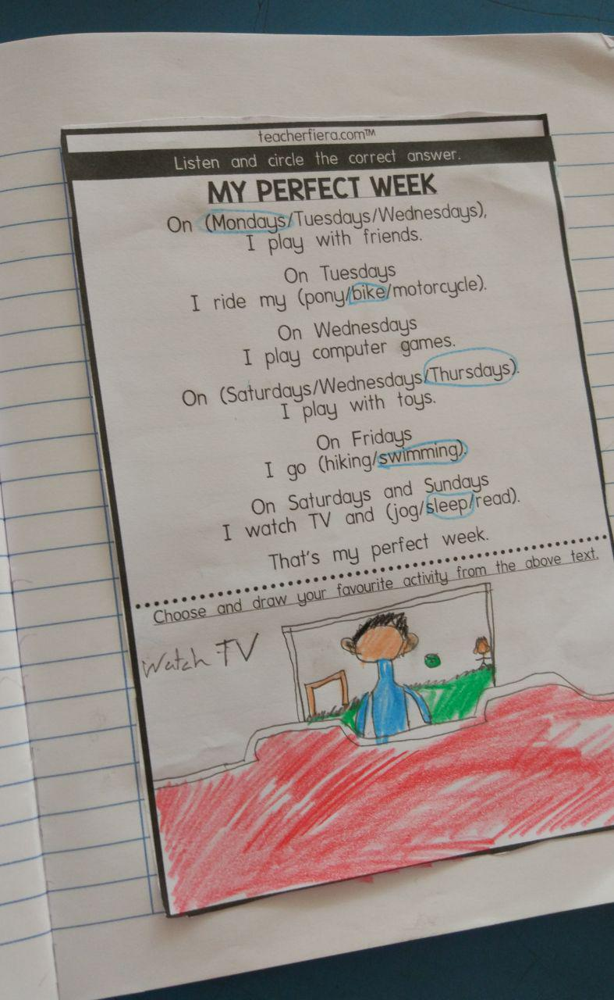 teacherfiera.com™
Listen and circle the correct answer.
MY PERFECT WEEK
On (Mondays/Tuesdays/Wednesdays),
I play with friends.
On Tuesdays
I ride my (pony/bike/motorcycle).
On Wednesdays
I play computer games.
On (Saturdays/Wednesdays/Thursdays).
I play with toys.
On Fridays
I go (hiking/swimming).
On Saturdays and Sundays
I watch TV and (jog/sleep/read).
That's my perfect week.
Choose and draw your favourite activity from the above text.
Watch TV